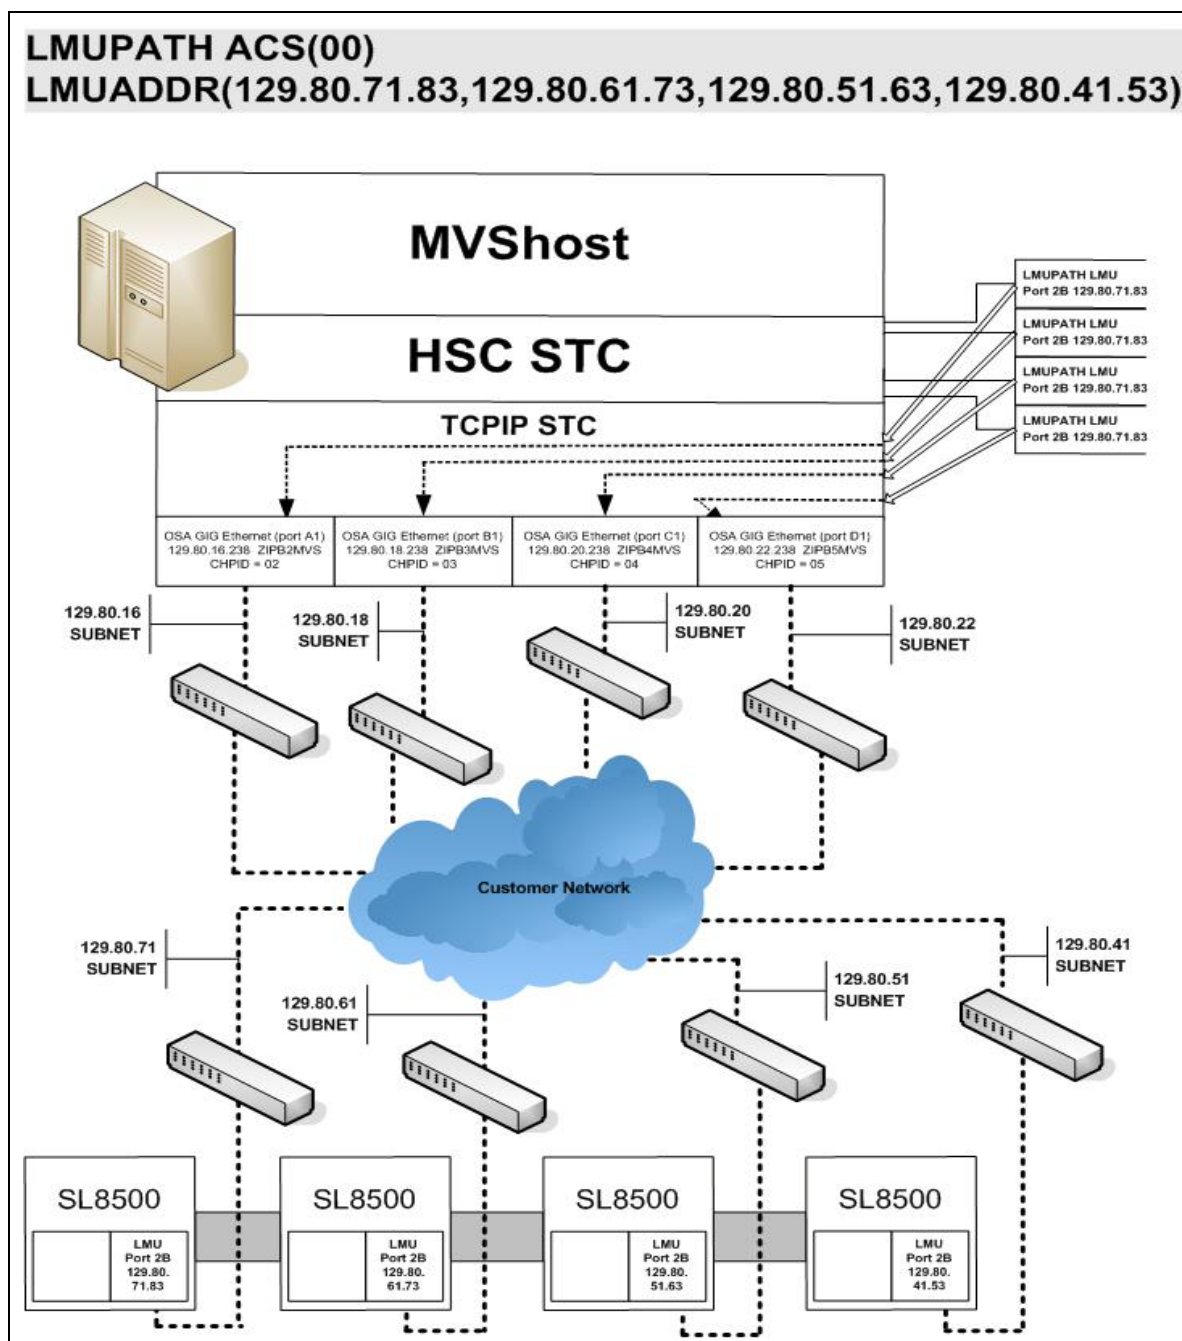 LMUPATH ACS(00)
LMUADDR(129.80.71.83,129.80.61.73,129.80.51.63,129.80.41.53)
MVShost
HSC STC
TCPIP STC
LMUPATH LMU
Port 2B 129.80.71.83
LMUPATH LMU
Port 2B 129.80.71.83
LMUPATH LMU
Port 2B 129.80.71.83
LMUPATH LMU
Port 2B 129.80.71.83
OSA GIG Ethernet (port A1)
129.80.16.238 ZIPB2MVS
CHPID = 02
OSA GIG Ethernet (port B1)
129.80.18.238 ZIPB3MVS
CHPID = 03
OSA GIG Ethernet (port C1)
129.80.20.238 ZIPB4MVS
CHPID = 04
OSA GIG Ethernet (port D1)
129.80.22.238 ZIPB5MVS
CHPID = 05
129.80.16
SUBNET
129.80.18
SUBNET
129.80.20
SUBNET
129.80.22
SUBNET
Customer Network
129.80.71
SUBNET
129.80.61
SUBNET
129.80.51
SUBNET
129.80.41
SUBNET
SL8500
LMU
Port 2B
129.80.
71.83
SL8500
LMU
Port 2B
129.80.
61.73
SL8500
LMU
Port 2B
129.80.
51.63
SL8500
LMU
Port 2B
129.80.
41.53